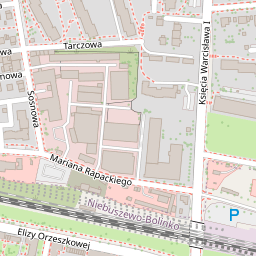 Tarczowa
Księcia Warcisława I
Sosnowa
Mariana Rapackiego
Niebuszewo-Bolinko
P
Elizy Orzeszkowej